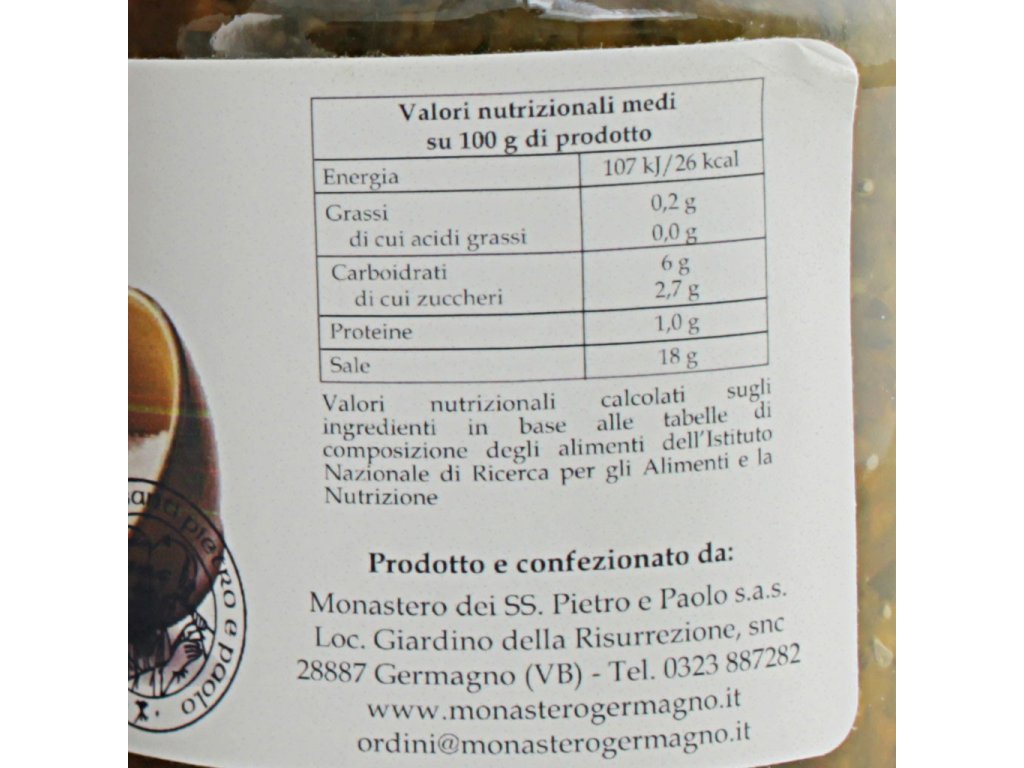 Valori nutrizionali medi
su 100 g di prodotto
Energia 107 kJ/26 kcal
Grassi 0,2 g
di cui acidi grassi 0,0 g
Carboidrati 6 g
di cui zuccheri 2,7 g
Proteine 1,0 g
Sale 18 g
Valori nutrizionali calcolati sugli
ingredienti in base alle tabelle di
composizione degli alimenti dell'Istituto
Nazionale di Ricerca per gli Alimenti e la
Nutrizione
Prodotto e confezionato da:
Monastero dei SS. Pietro e Paolo s.a.s.
Loc. Giardino della Risurrezione, snc
28887 Germagno (VB) - Tel. 0323 887282
www.monasterogermagno.it
ordini@monasterogermagno.it
pietro e paolo